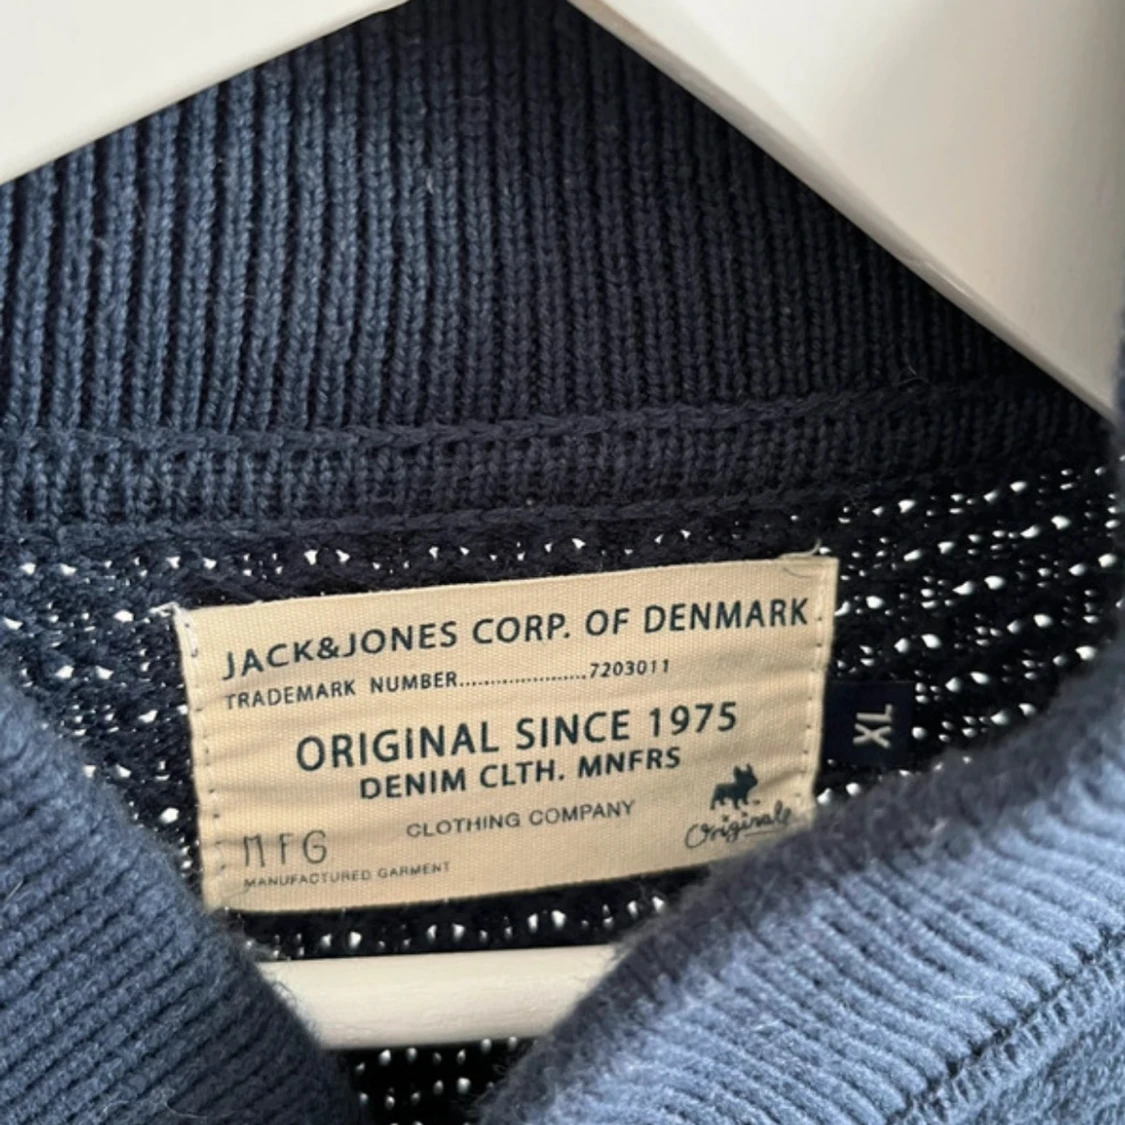 JACK&JONES CORP. OF DENMARK
TRADEMARK NUMBER......................7203011
ORIGINAL SINCE 1975
DENIM CLTH. MNFRS
CLOTHING COMPANY
MFG
MANUFACTURED GARMENT
Originals
XL